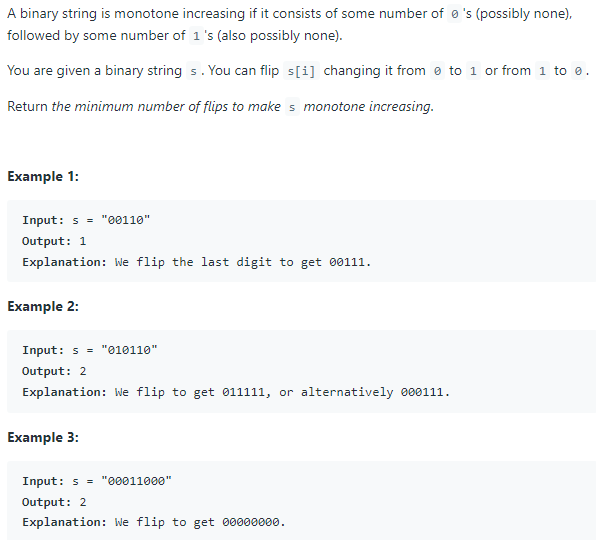 A binary string is monotone increasing if it consists of some number of 0 's (possibly none),
followed by some number of 1 's (also possibly none).
You are given a binary string s . You can flip s[i] changing it from 0 to 1 or from 1 to 0 .
Return the minimum number of flips to make s monotone increasing.
Example 1:
Input: s = "00110"
Output: 1
Explanation: We flip the last digit to get 00111.
Example 2:
Input: s = "010110"
Output: 2
Explanation: We flip to get 011111, or alternatively 000111.
Example 3:
Input: s = "00011000"
Output: 2
Explanation: We flip to get 00000000.